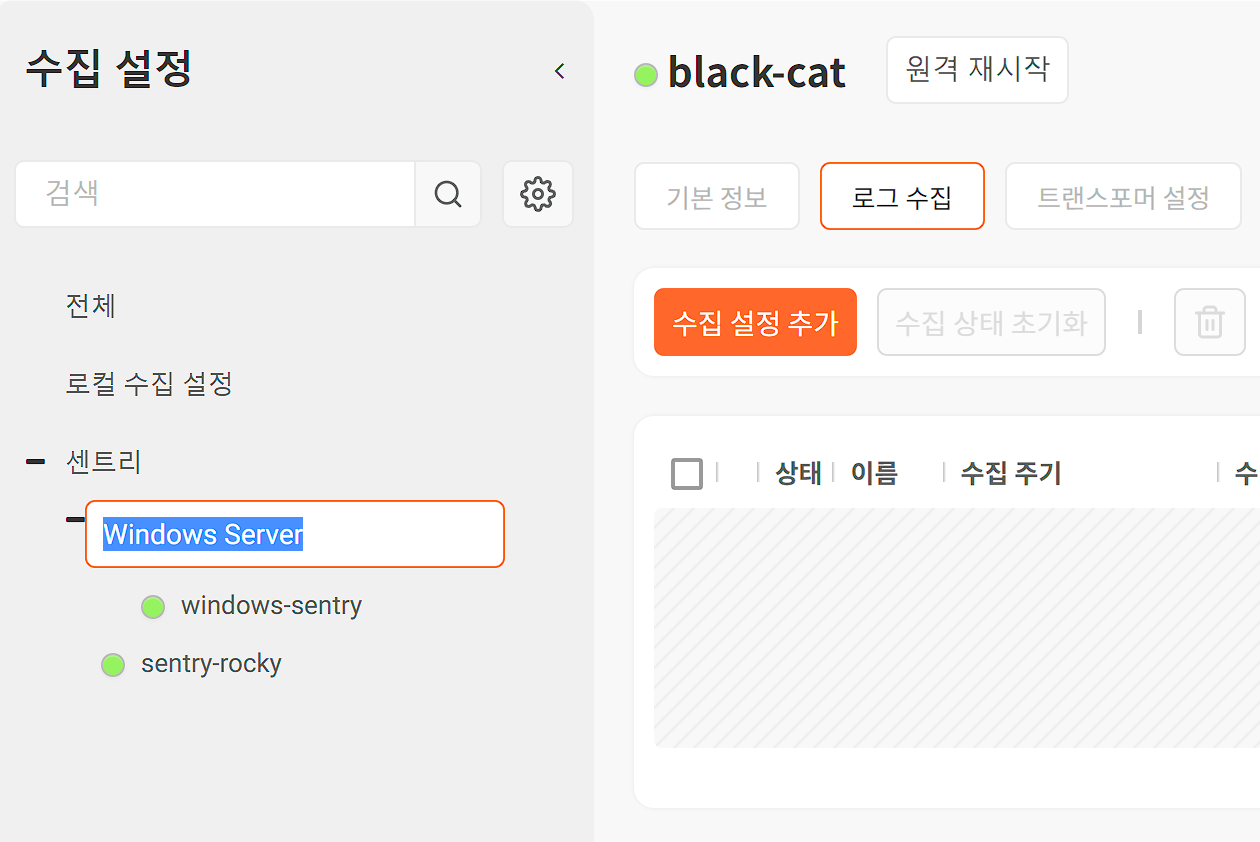 수집 설정
검색
전체
로컬 수집 설정
센트리
Windows Server
windows-sentry
sentry-rocky
black-cat
원격 재시작
기본 정보
로그 수집
트랜스포머 설정
수집 설정 추가
수집 상태 초기화
상태
이름
수집 주기
수